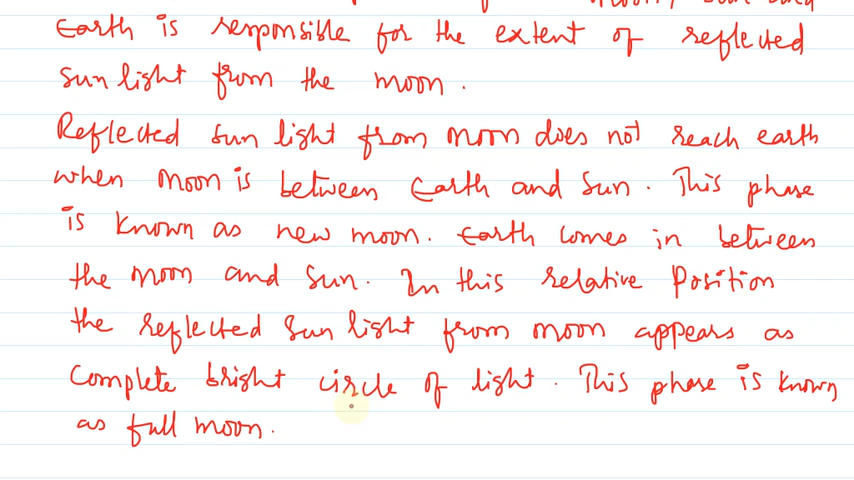 Earth is responsible for the extent of reflected
Sun light from the moon.
Reflected Sun light from moon does not reach earth
when moon is between Earth and Sun. This phase
is known as new moon. Earth comes in between
the moon and Sun. In this relative Position
the reflected Sun light from moon appears as
Complete bright circle of light. This phase is known
as full moon.